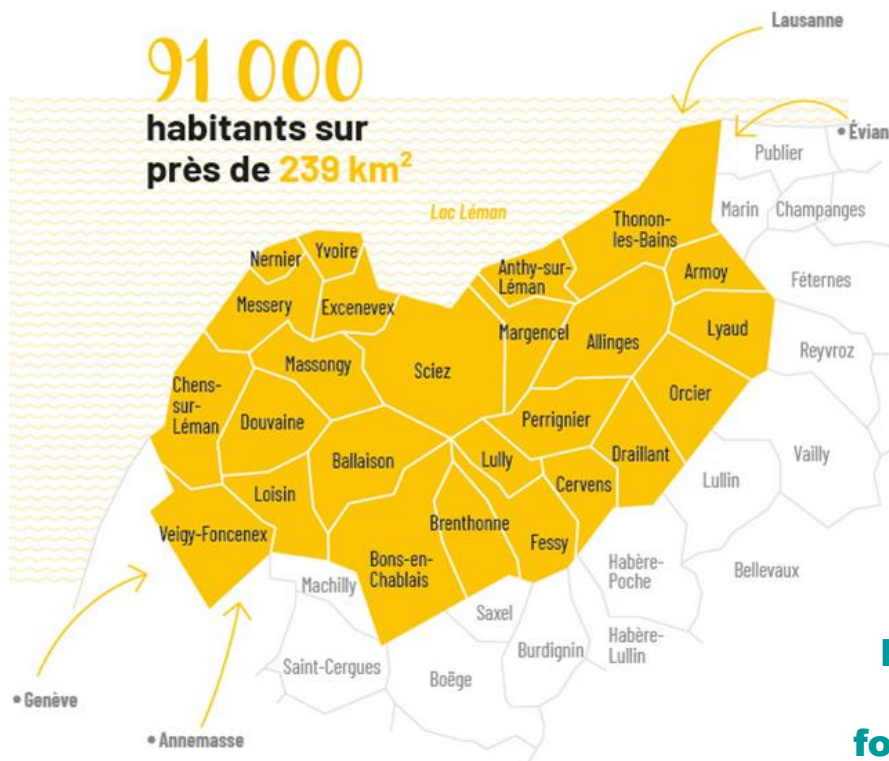 Lausanne
91 000
habitants sur
près de 239 km²
Évian
Publier
Lac Léman
Marin
Champanges
Thonon-
les-Bains
Nernier
Yvoire
Anthy-sur-
Léman
Armoy
Féternes
Messery
Excenevex
Margencel
Allinges
Lyaud
Reyvroz
Massongy
Sciez
Chens-
sur-
Léman
Orcier
Douvaine
Perrignier
Ballaison
Lully
Draillant
Vailly
Cervens
Lullin
Loisin
Brenthonne
Veigy-Foncenex
Fessy
Bons-en-
Chablais
Habère-
Poche
Bellevaux
Machilly
Saxel
Habère-
Lullin
Burdignin
Saint-Cergues
Boëge
Genève
Annemasse
fo